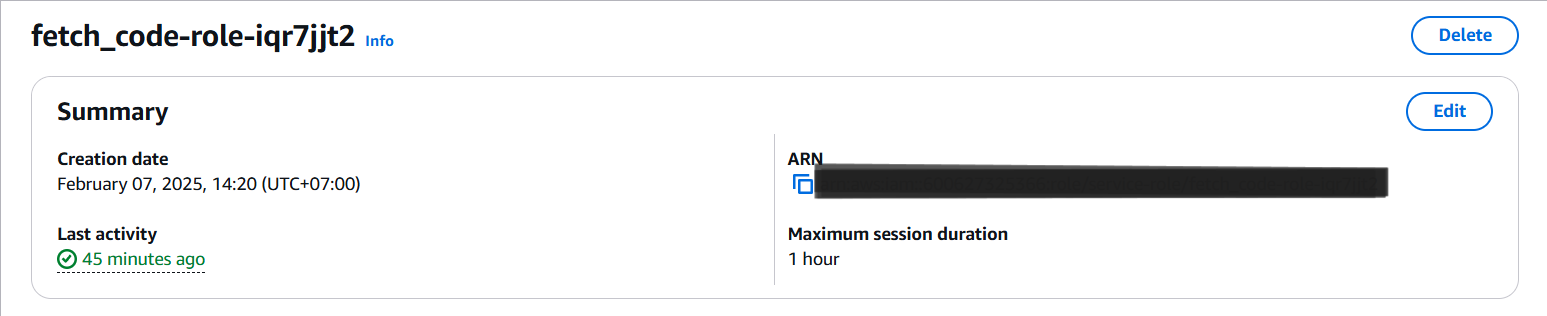 fetch_code-role-iqr7jjt2 Info
Delete
Summary
Edit
Creation date
February 07, 2025, 14:20 (UTC+07:00)
ARN
Last activity
45 minutes ago
Maximum session duration
1 hour